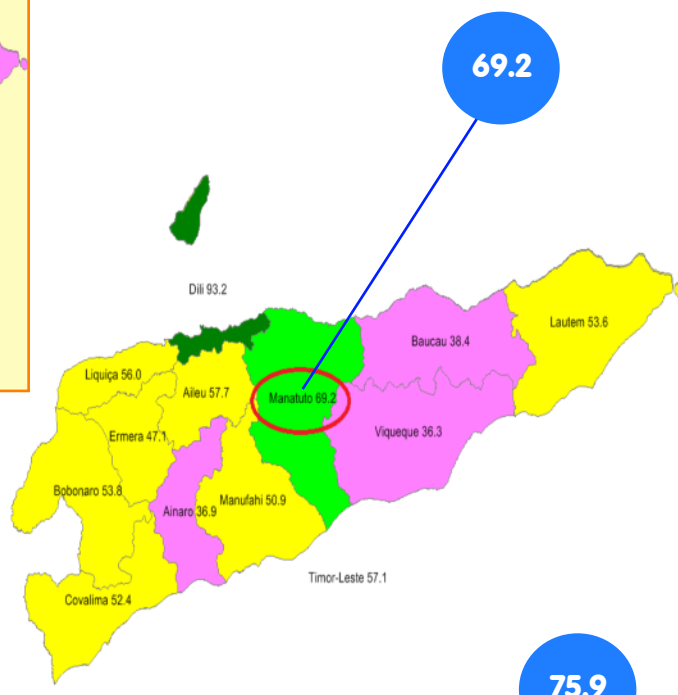 69.2
Dili 93.2
Lautem 53.6
Baucau 38.4
Liquiça 56.0
Aileu 57.7
Manatuto 69.2
Ermera 47.1
Viqueque 36.3
Bobonaro 53.8
Manufahi 50.9
Ainaro 36.9
Timor-Leste 57.1
Covalima 52.4
75.9